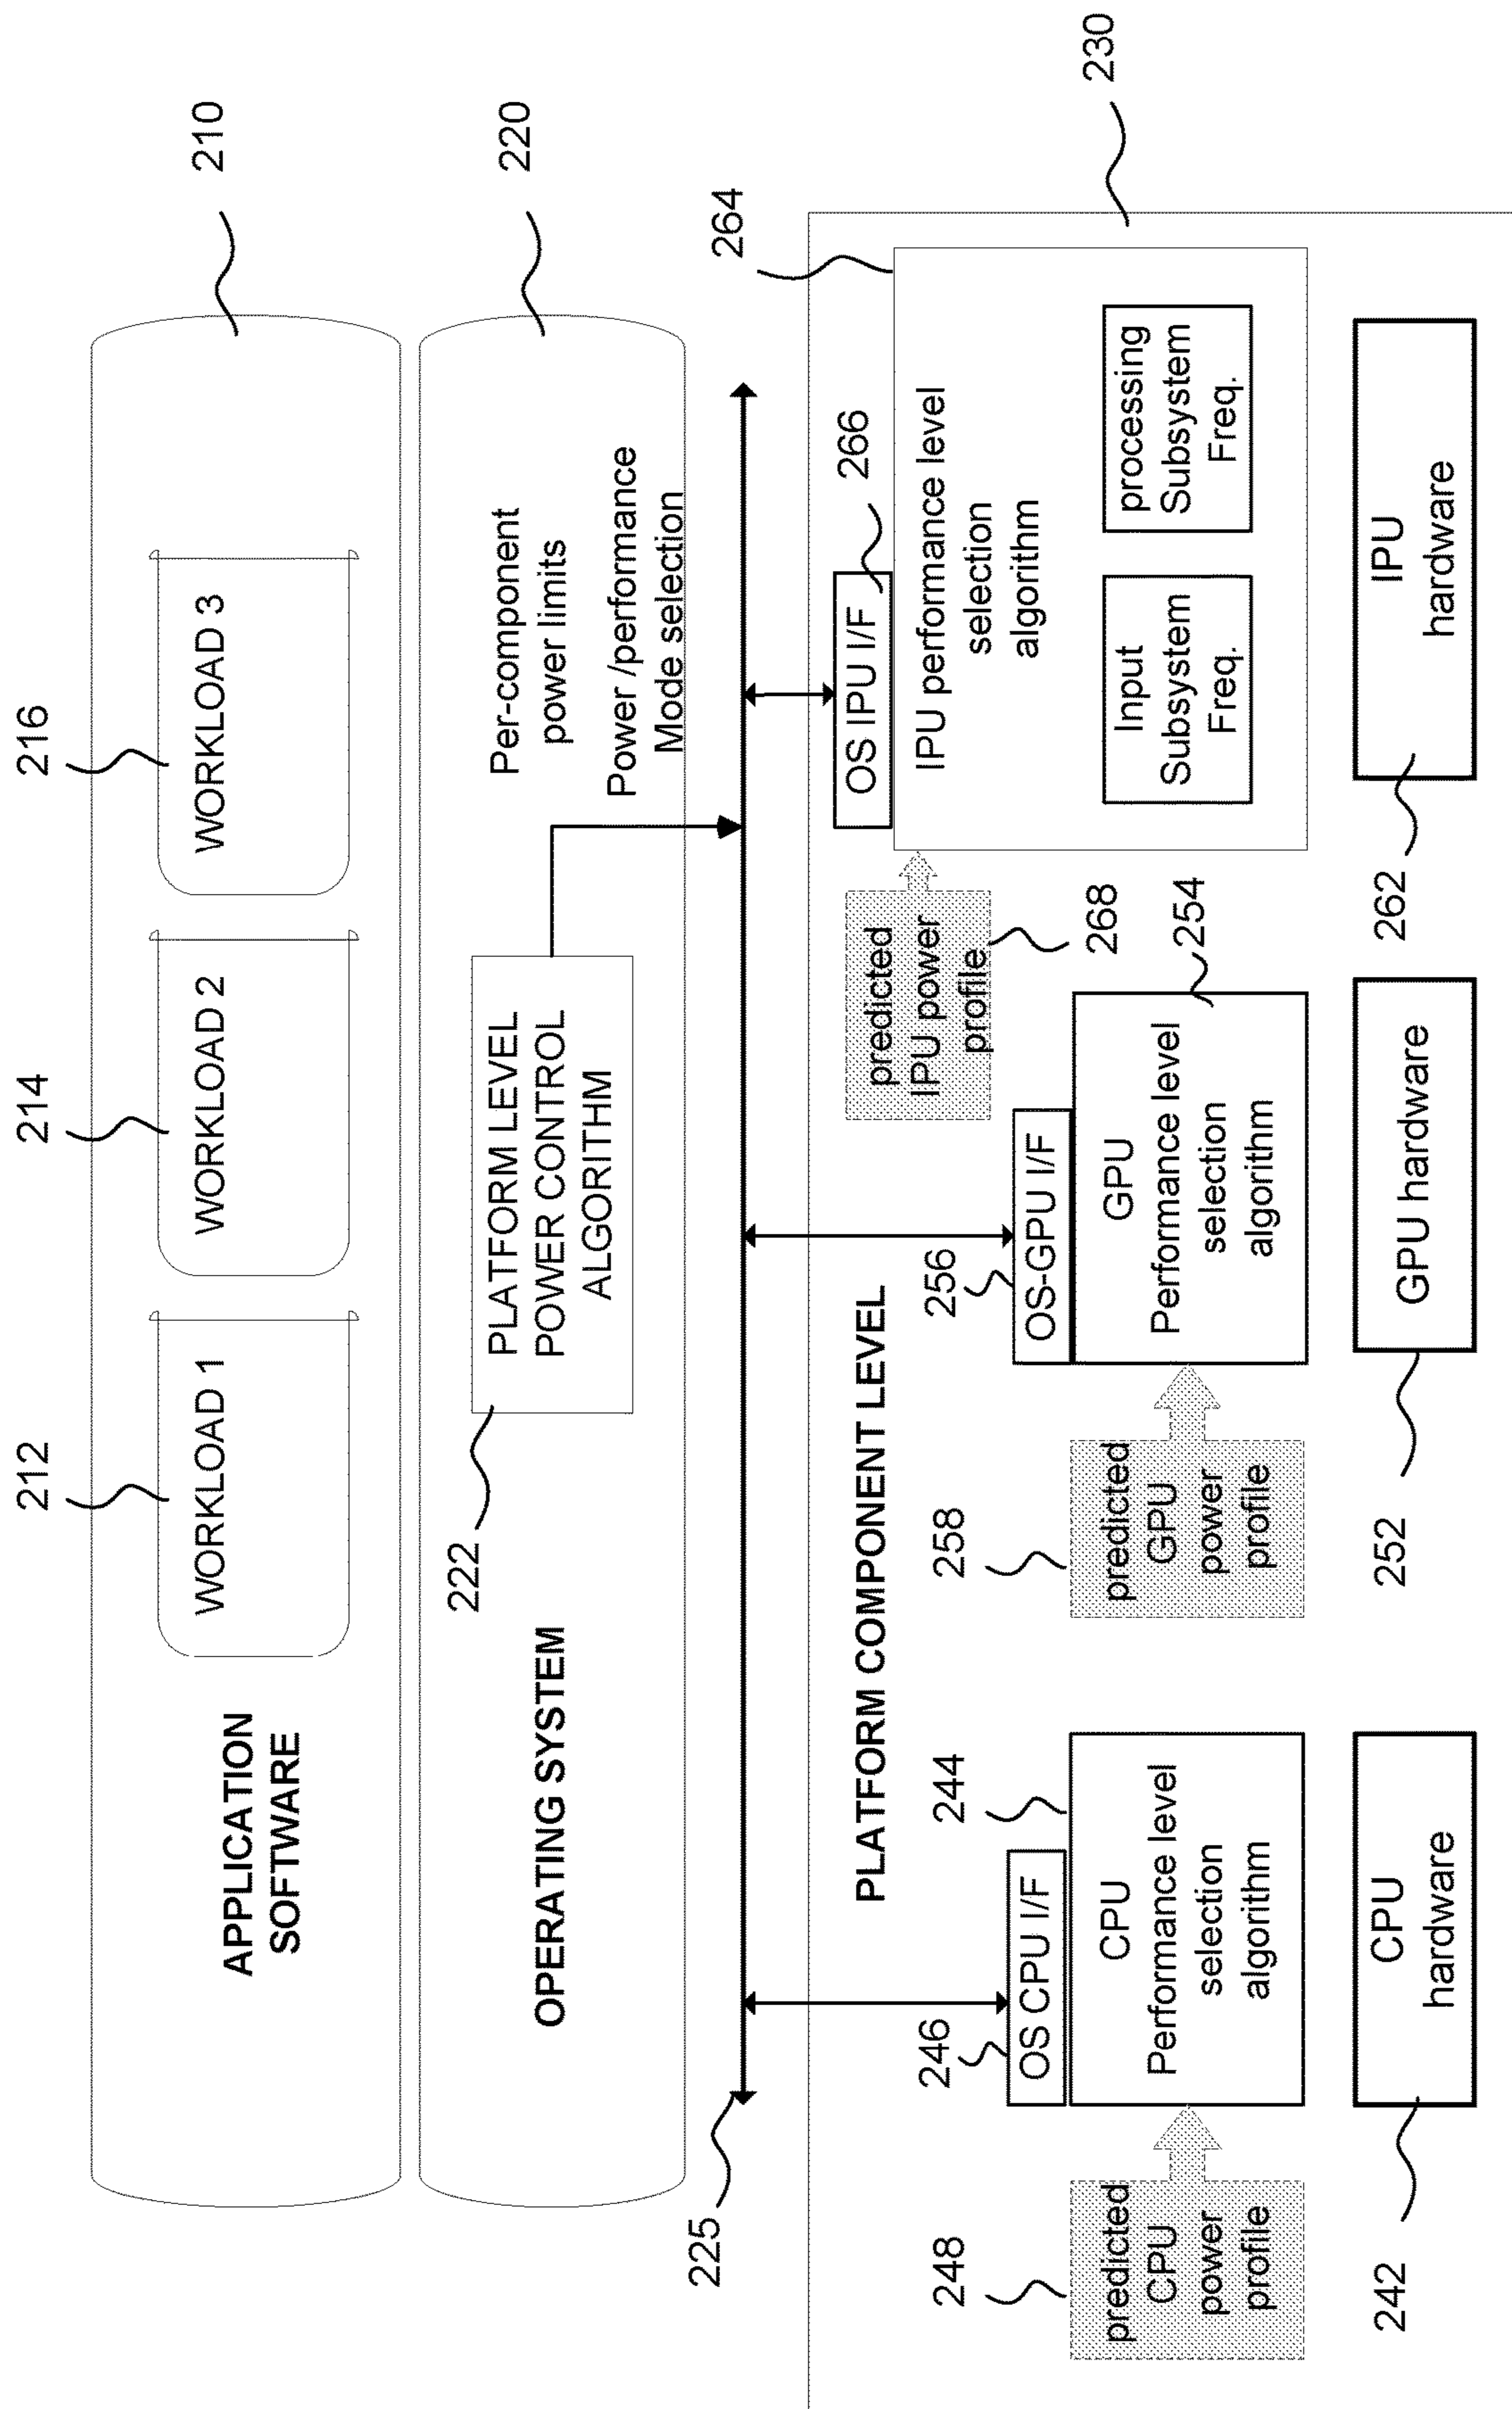 210
220
230
212
214
216
APPLICATION
SOFTWARE
WORKLOAD 1
WORKLOAD 2
WORKLOAD 3
OPERATING SYSTEM
222
PLATFORM LEVEL
POWER CONTROL
ALGORITHM
Per-component
power limits
Power /performance
Mode selection
225
264
PLATFORM COMPONENT LEVEL
248
predicted
CPU
power
profile
246
OS CPU I/F
244
CPU
Performance level
selection
algorithm
242
CPU
hardware
258
predicted
GPU
power
profile
256
OS-GPU I/F
254
GPU
Performance level
selection
algorithm
252
GPU hardware
predicted
IPU power
profile
268
OS IPU I/F
266
IPU performance level
selection
algorithm
Input
Subsystem
Freq.
processing
Subsystem
Freq.
262
IPU
hardware